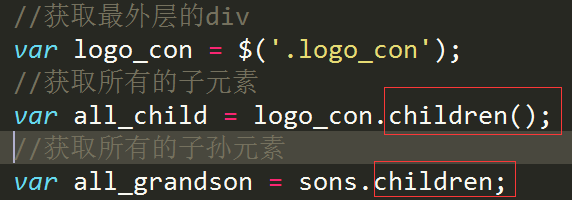 //获取最外层的div
var logo_con = $('.logo_con');
//获取所有的子元素
var all_child = logo_con.children();
//获取所有的子孙元素
var all_grandson = sons.children;